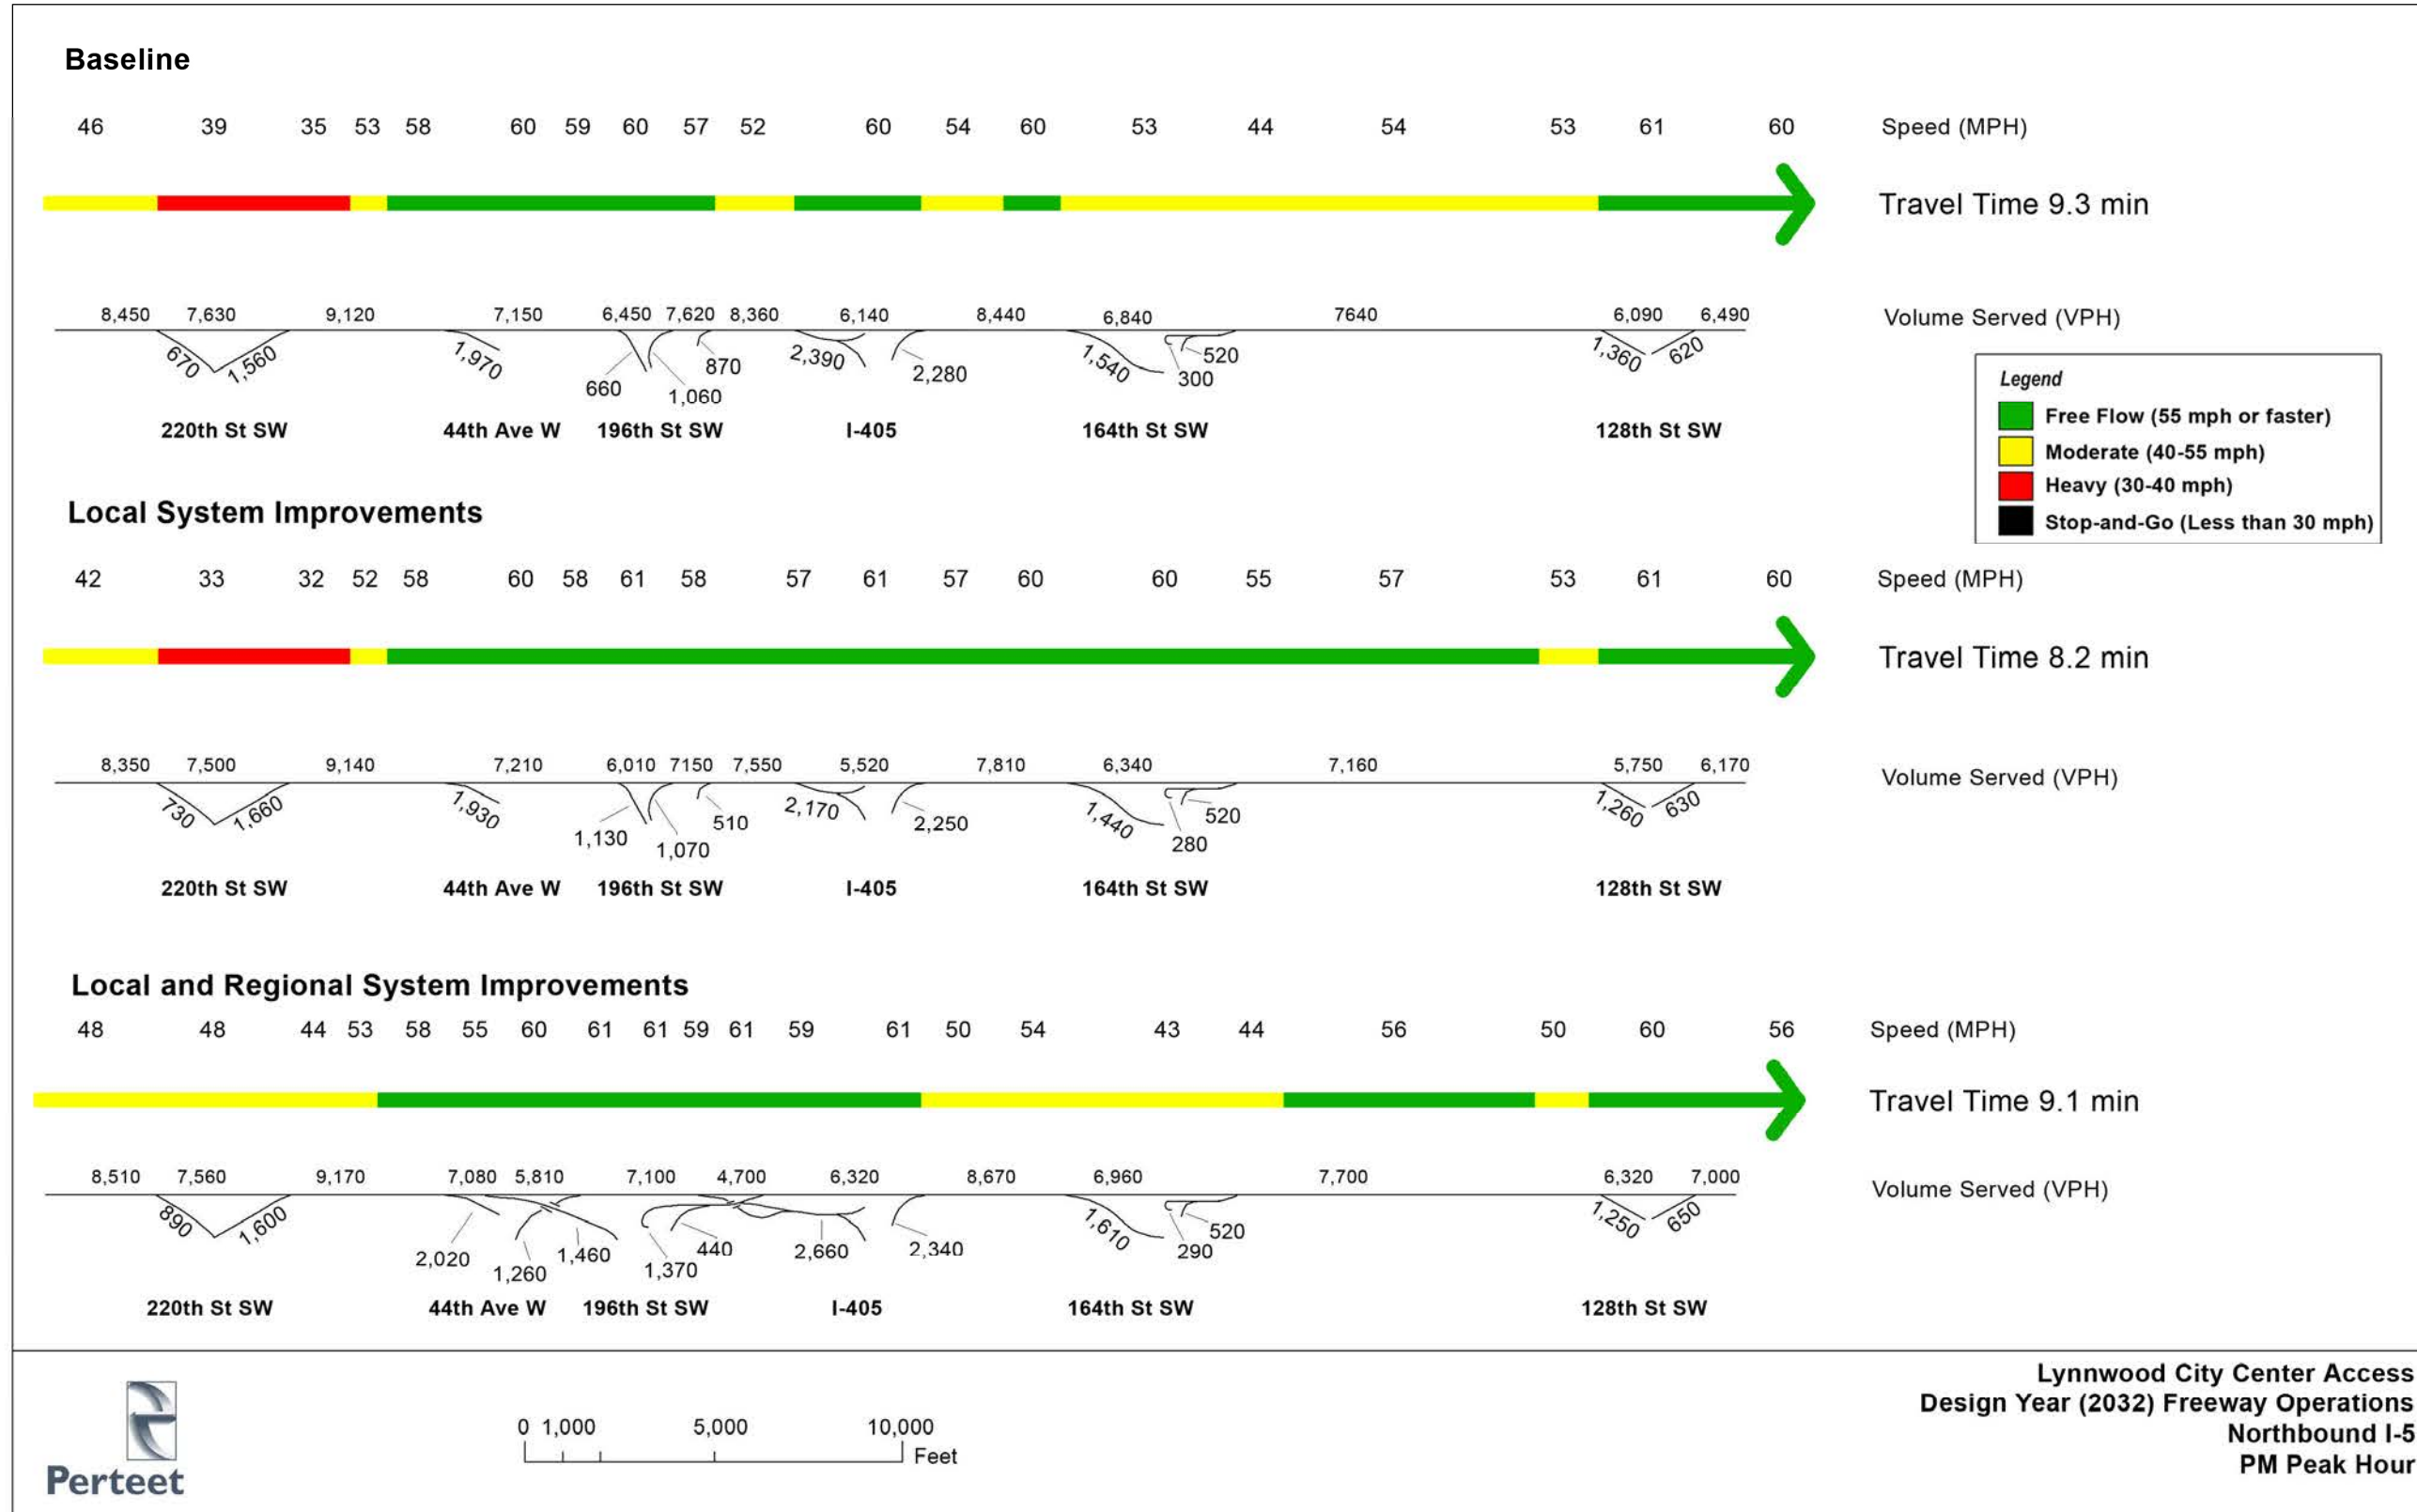 Baseline
46 39 35 53 58 60 59 60 57 52 60 54 60 53 44 54 53 61 60 Speed (MPH)
Travel Time 9.3 min
8,450 7,630 9,120 7,150 6,450 7,620 8,360 6,140 8,440 6,840 7640 6,090 6,490 Volume Served (VPH)
670 1,560 1,970 660 1,060 870 2,390 2,280 1,540 300 520 1,360 620
220th St SW 44th Ave W 196th St SW I-405 164th St SW 128th St SW
Legend
Free Flow (55 mph or faster)
Moderate (40-55 mph)
Heavy (30-40 mph)
Stop-and-Go (Less than 30 mph)
Local System Improvements
42 33 32 52 58 60 58 61 58 57 61 57 60 60 55 57 53 61 60 Speed (MPH)
Travel Time 8.2 min
8,350 7,500 9,140 7,210 6,010 7150 7,550 5,520 7,810 6,340 7,160 5,750 6,170 Volume Served (VPH)
730 1,660 1,930 1,130 1,070 510 2,170 2,250 1,440 280 520 1,260 630
220th St SW 44th Ave W 196th St SW I-405 164th St SW 128th St SW
Local and Regional System Improvements
48 48 44 53 58 55 60 61 61 59 61 59 61 50 54 43 44 56 50 60 56 Speed (MPH)
Travel Time 9.1 min
8,510 7,560 9,170 7,080 5,810 7,100 4,700 6,320 8,670 6,960 7,700 6,320 7,000 Volume Served (VPH)
890 1,600 2,020 1,260 1,460 1,370 440 2,660 2,340 1,610 290 520 1,250 650
220th St SW 44th Ave W 196th St SW I-405 164th St SW 128th St SW
Perteet
0 1,000 5,000 10,000
Feet
Lynnwood City Center Access
Design Year (2032) Freeway Operations
Northbound I-5
PM Peak Hour